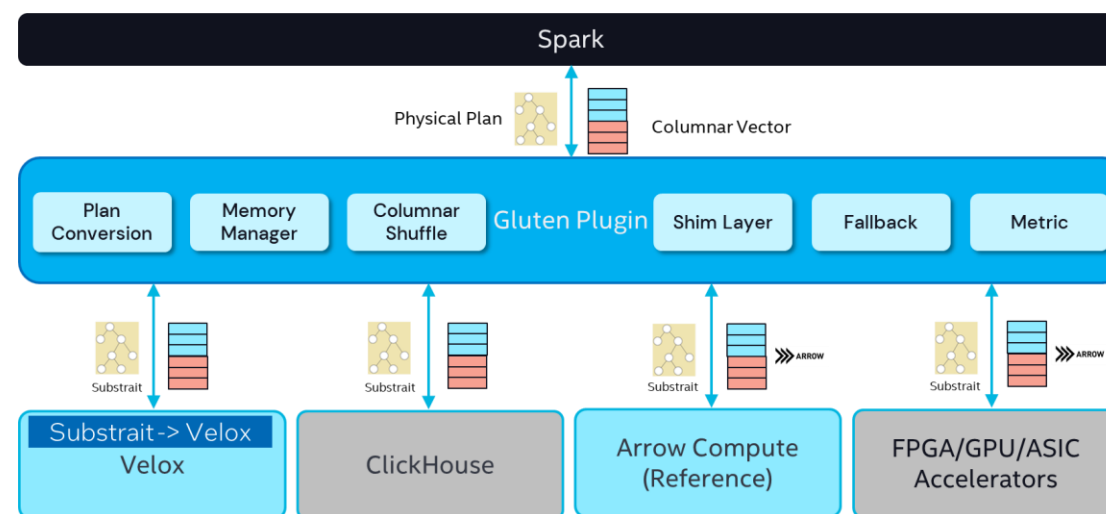 Spark
Physical Plan
Columnar Vector
Plan
Conversion
Memory
Manager
Columnar
Shuffle
Gluten Plugin
Shim Layer
Fallback
Metric
Substrait
Substrait
Substrait
ARROW
Substrait
ARROW
Substrait-> Velox
Velox
ClickHouse
Arrow Compute
(Reference)
FPGA/GPU/ASIC
Accelerators